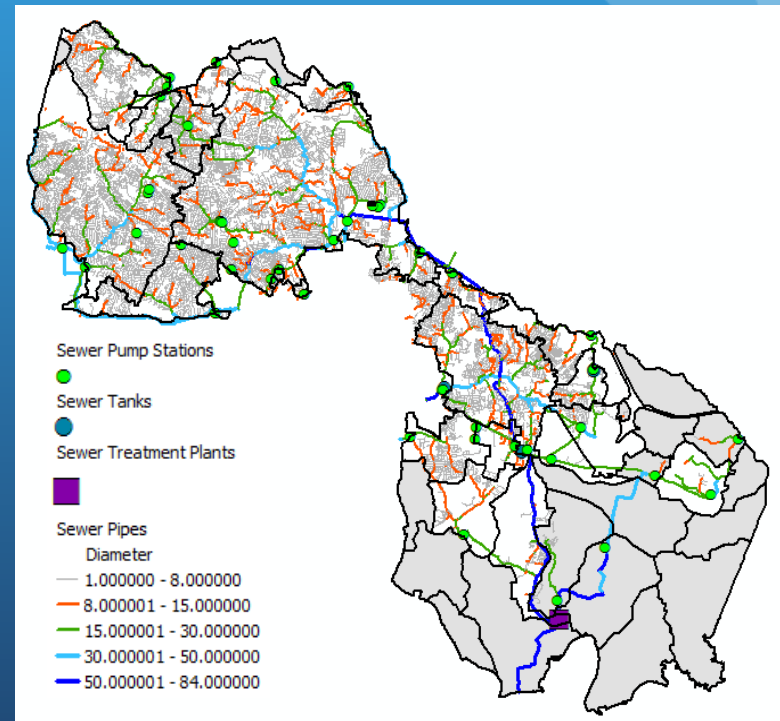 Sewer Pump Stations
Sewer Tanks
Sewer Treatment Plants
Sewer Pipes
Diameter
1.000000 - 8.000000
8.000001 - 15.000000
15.000001 - 30.000000
30.000001 - 50.000000
50.000001 - 84.000000